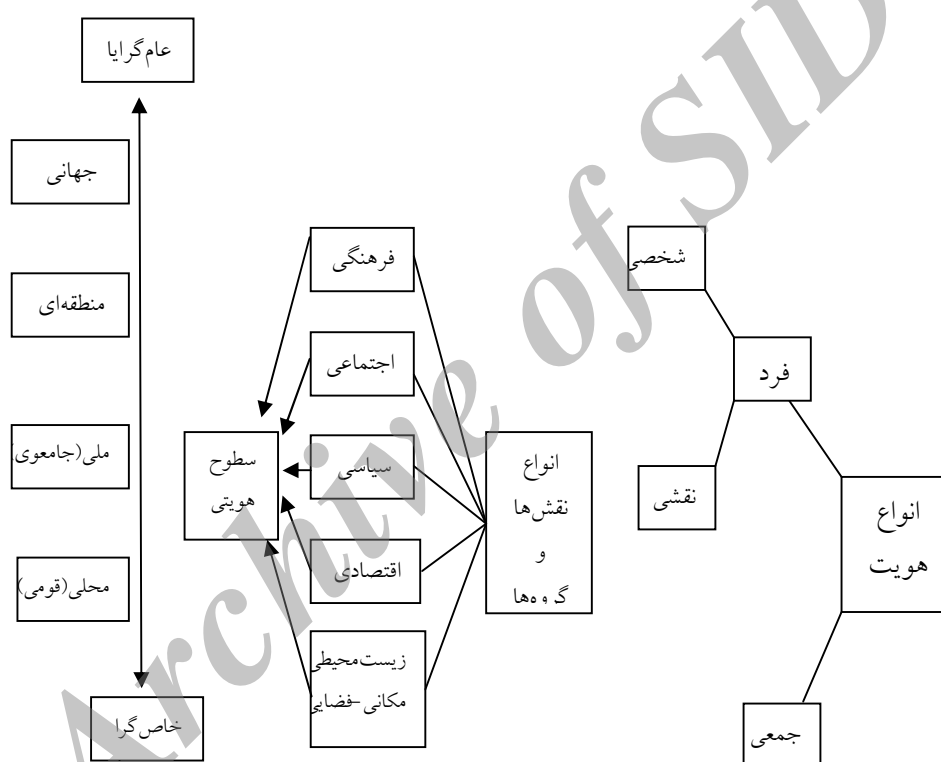 انواع
هویت
فرد
شخصی
نقشی
جمعی
انواع
نقش‌ها
و
گروه‌ها
فرهنگی
اجتماعی
سیاسی
اقتصادی
زیست‌محیطی
مکانی-فضایی
سطوح
هویتی
عام‌گرایا
جهانی
منطقه‌ای
ملی(جامعوی)
محلی(قومی)
خاص‌گرا
Archive of SID